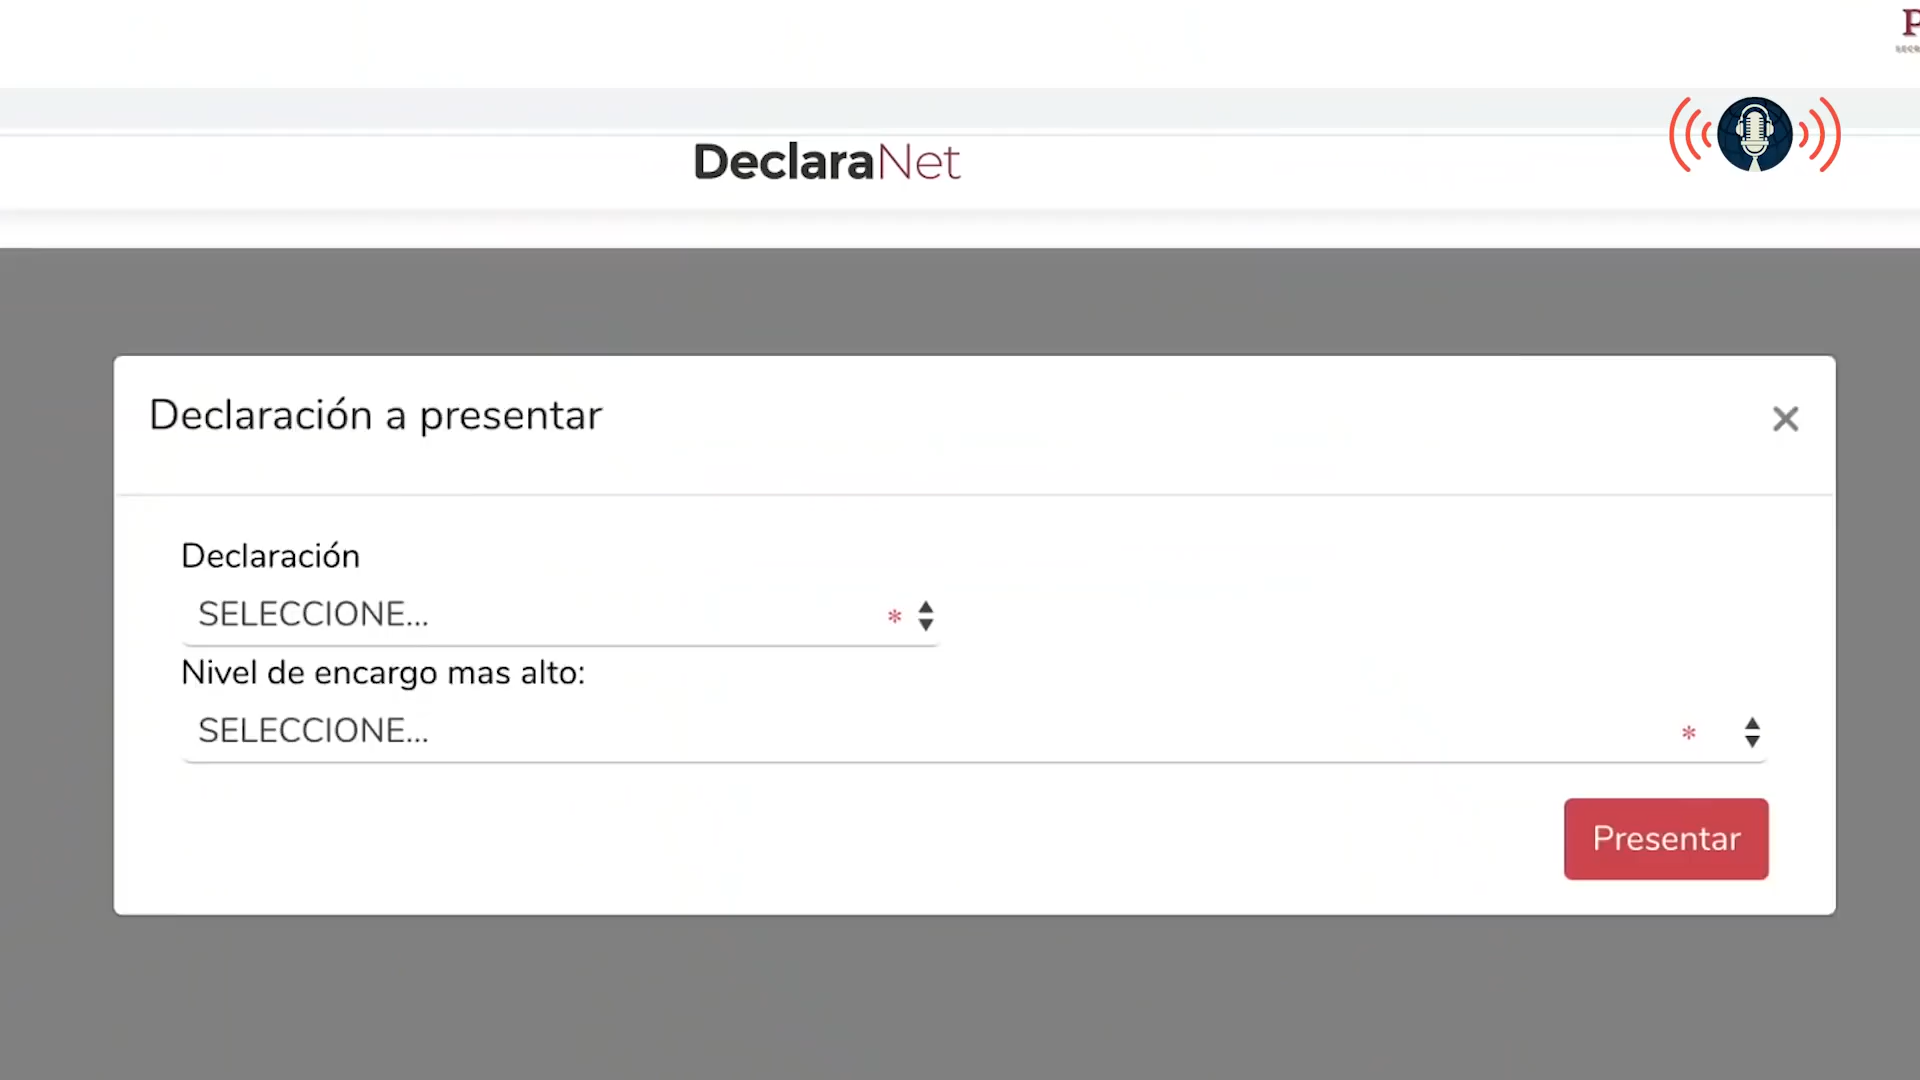 DeclaraNet
Declaración a presentar
Declaración
SELECCIONE... *
Nivel de encargo mas alto:
SELECCIONE... *
Presentar